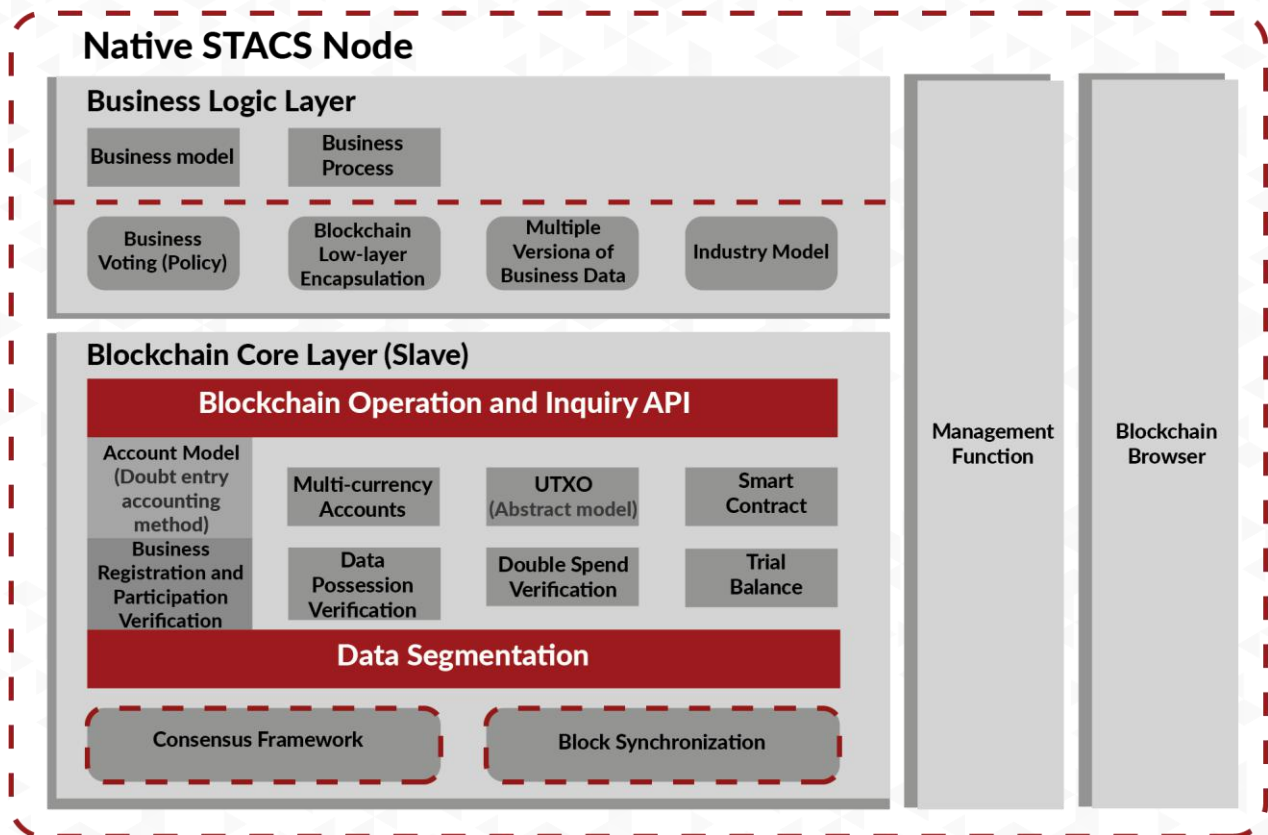 Native STACS Node
Business Logic Layer
Business model
Business
Process
Business
Voting (Policy)
Blockchain
Low-layer
Encapsulation
Multiple
Versiona of
Business Data
Industry Model
Blockchain Core Layer (Slave)
Blockchain Operation and Inquiry API
Account Model
(Doubt entry
accounting
method)
Multi-currency
Accounts
UTXO
(Abstract model)
Smart
Contract
Business
Registration and
Participation
Verification
Data
Possession
Verification
Double Spend
Verification
Trial
Balance
Data Segmentation
Consensus Framework
Block Synchronization
Management
Function
Blockchain
Browser